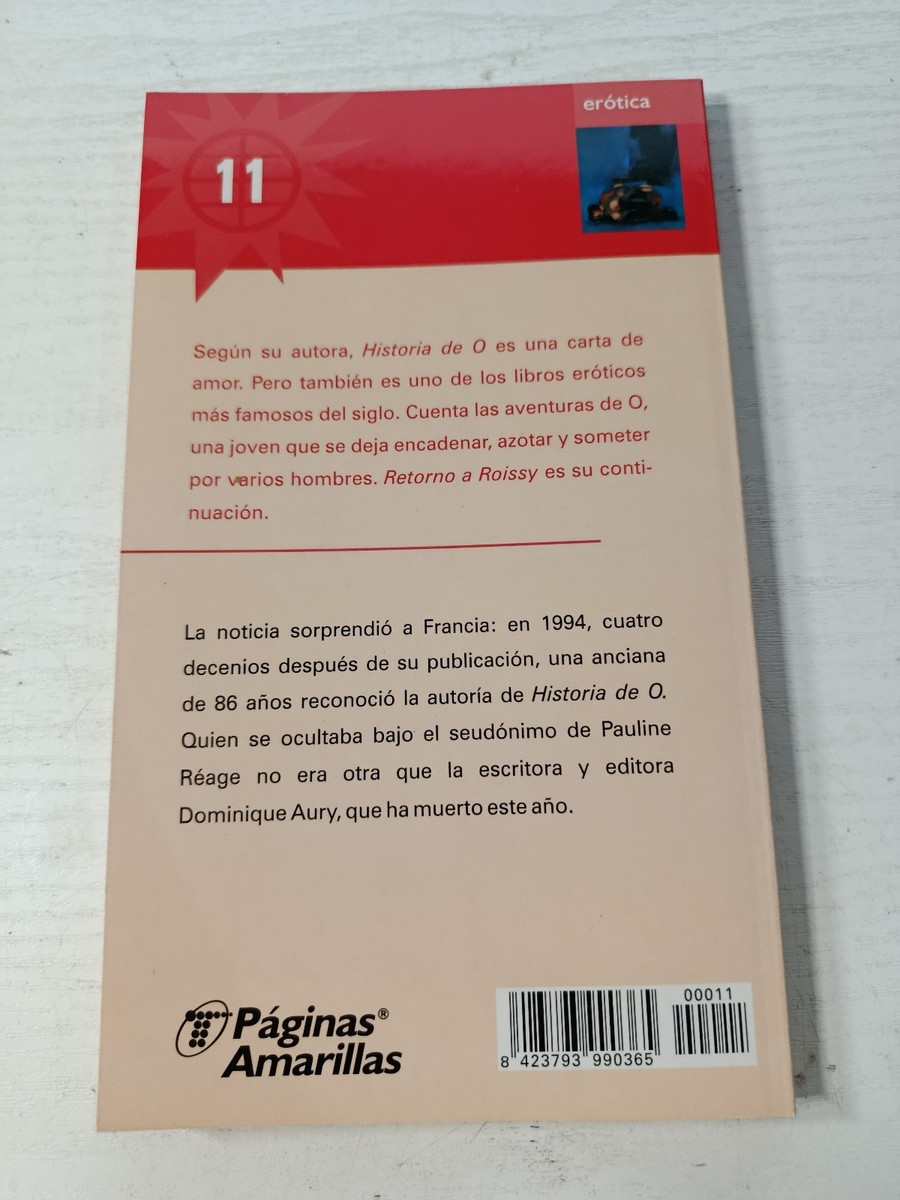 erótica
11
Según su autora, Historia de O es una carta de
amor. Pero también es uno de los libros eróticos
más famosos del siglo. Cuenta las aventuras de O,
una joven que se deja encadenar, azotar y someter
por varios hombres. Retorno a Roissy es su conti-
nuación.
La noticia sorprendió a Francia: en 1994, cuatro
decenios después de su publicación, una anciana
de 86 años reconoció la autoría de Historia de O.
Quien se ocultaba bajo el seudónimo de Pauline
Réage no era otra que la escritora y editora
Dominique Aury, que ha muerto este año.
Páginas®
Amarillas
00011
8 423793 990365